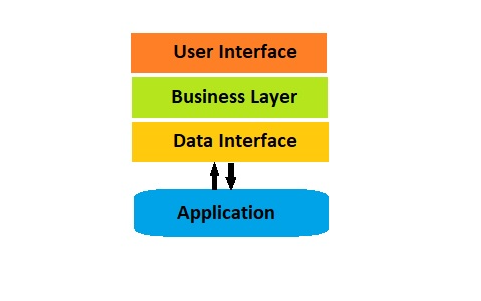 User Interface
Business Layer
Data Interface
Application